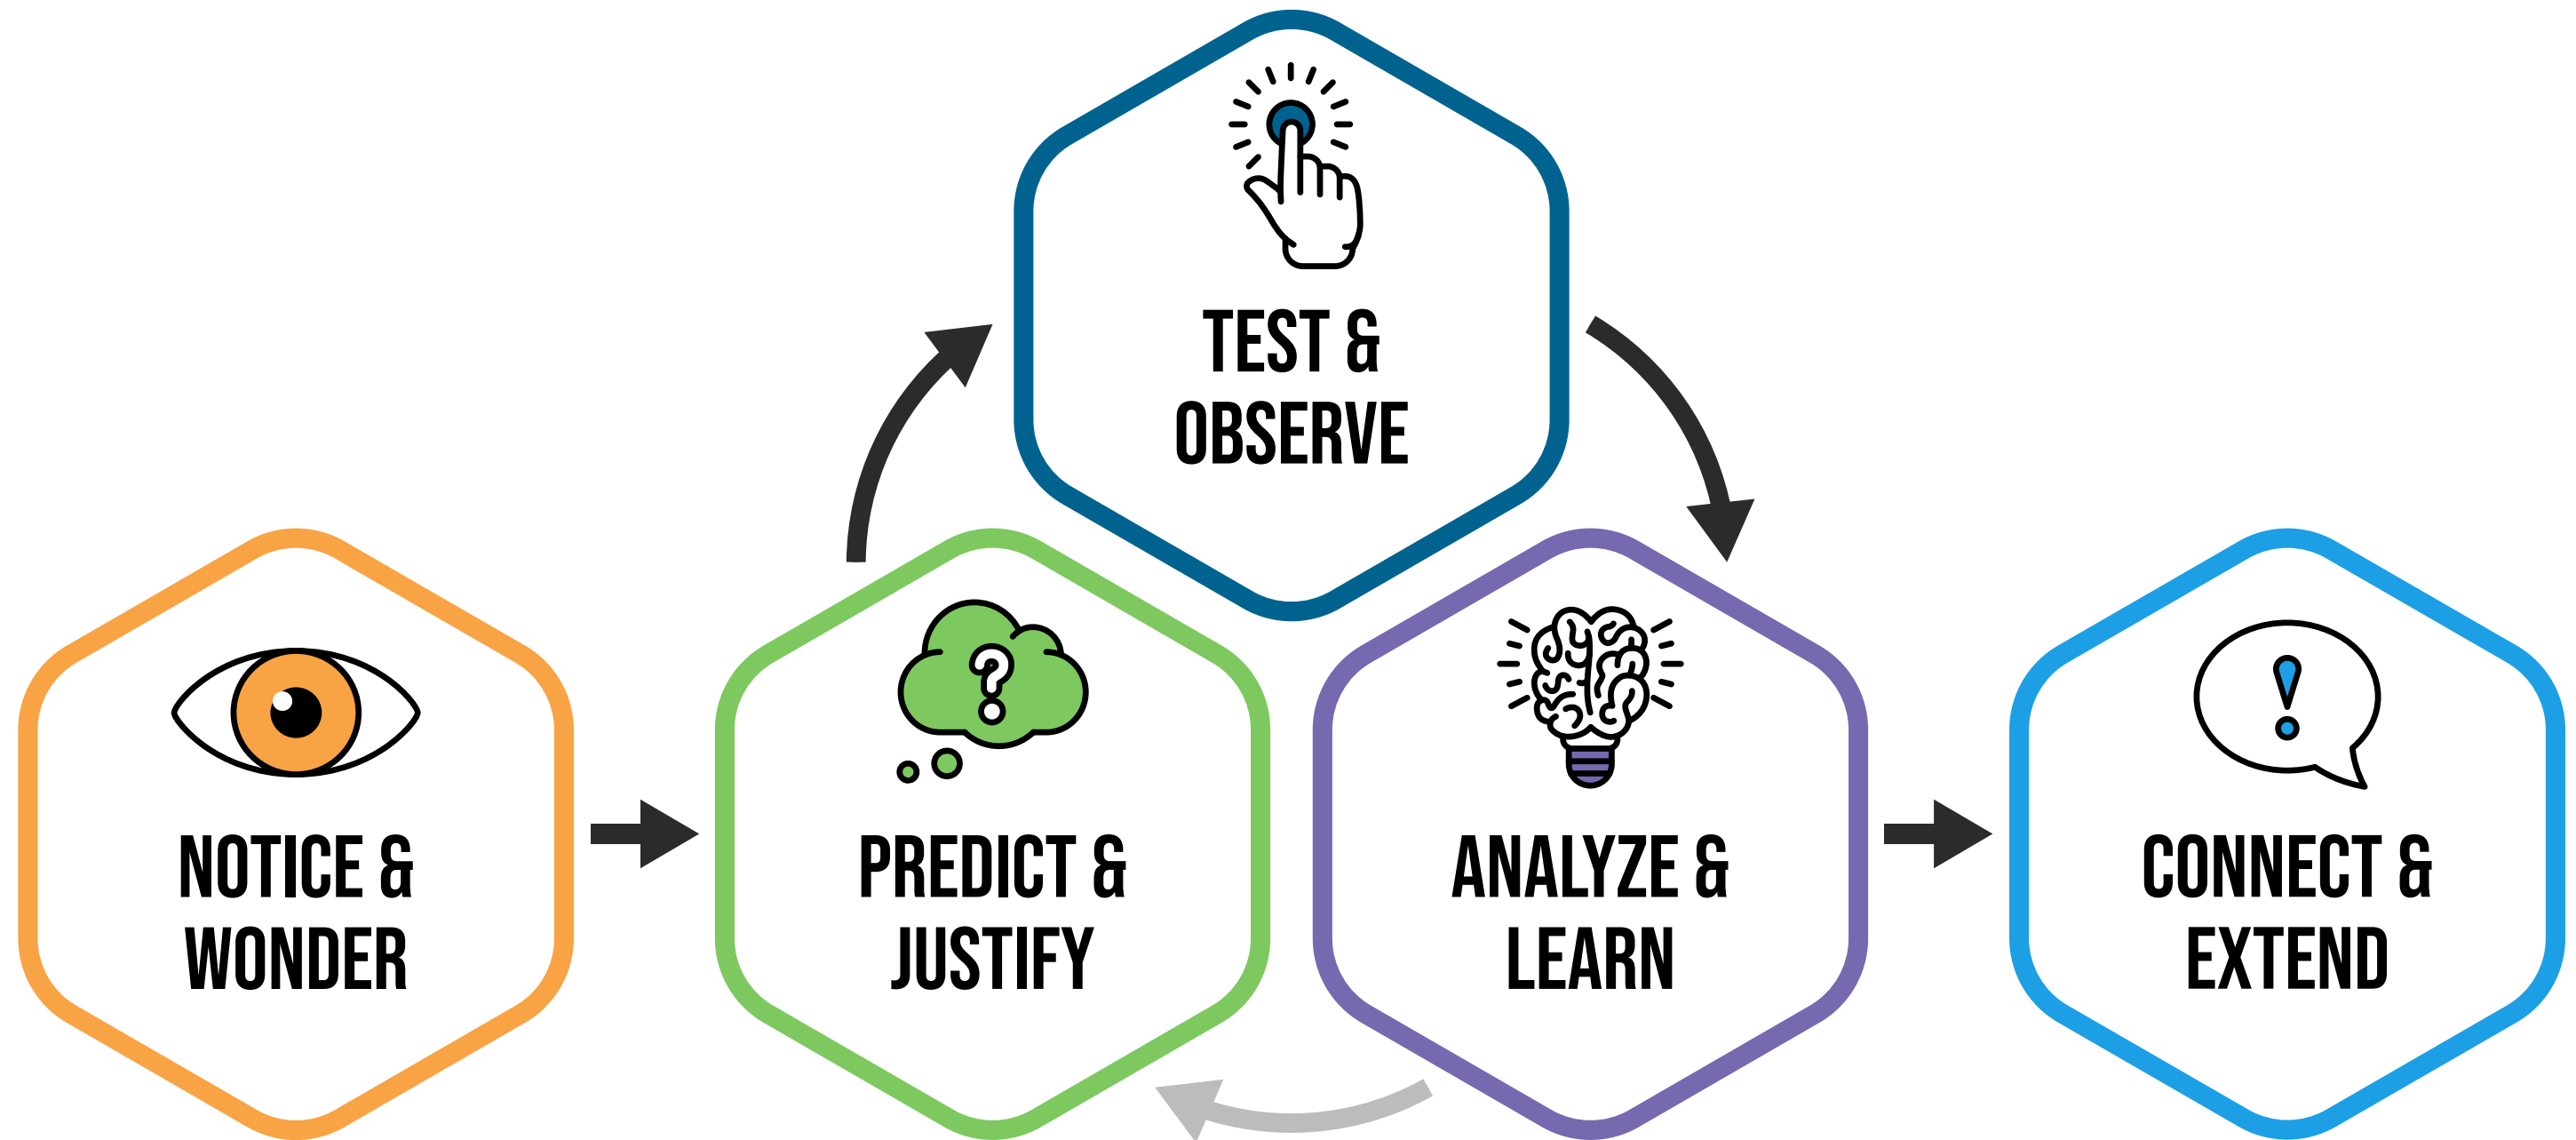 NOTICE &
WONDER
?
PREDICT &
JUSTIFY
TEST &
OBSERVE
ANALYZE &
LEARN
!
CONNECT &
EXTEND